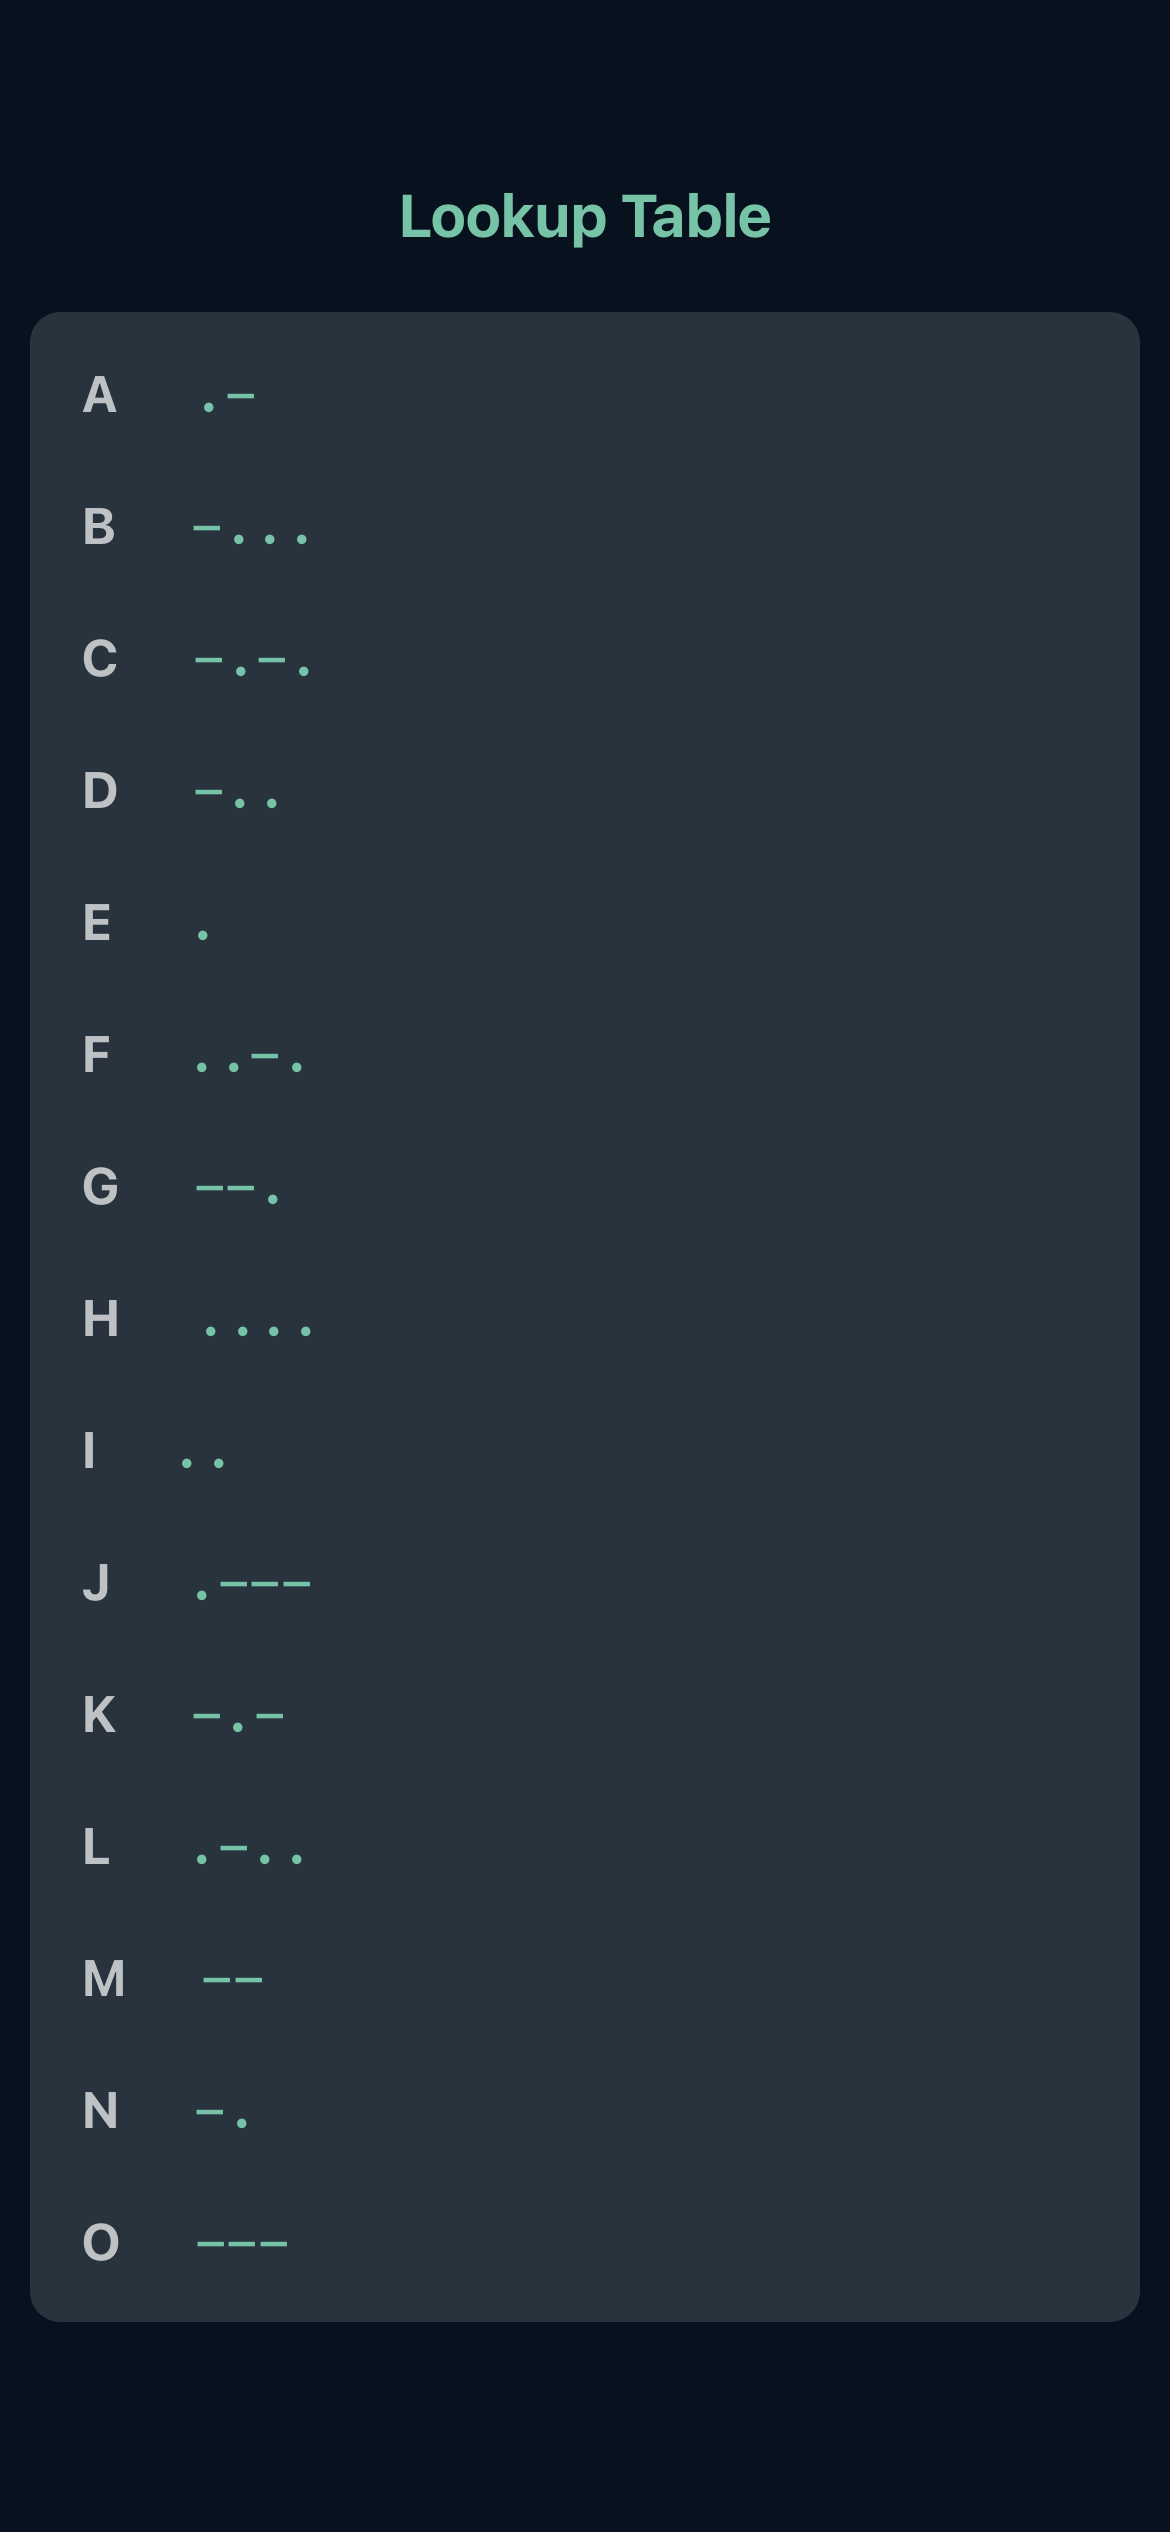 Lookup Table
A .-
B -...
C -.-.
D -..
E .
F ..-.
G --.
H ....
I ..
J .---
K -.-
L .-..
M --
N -.
O ---